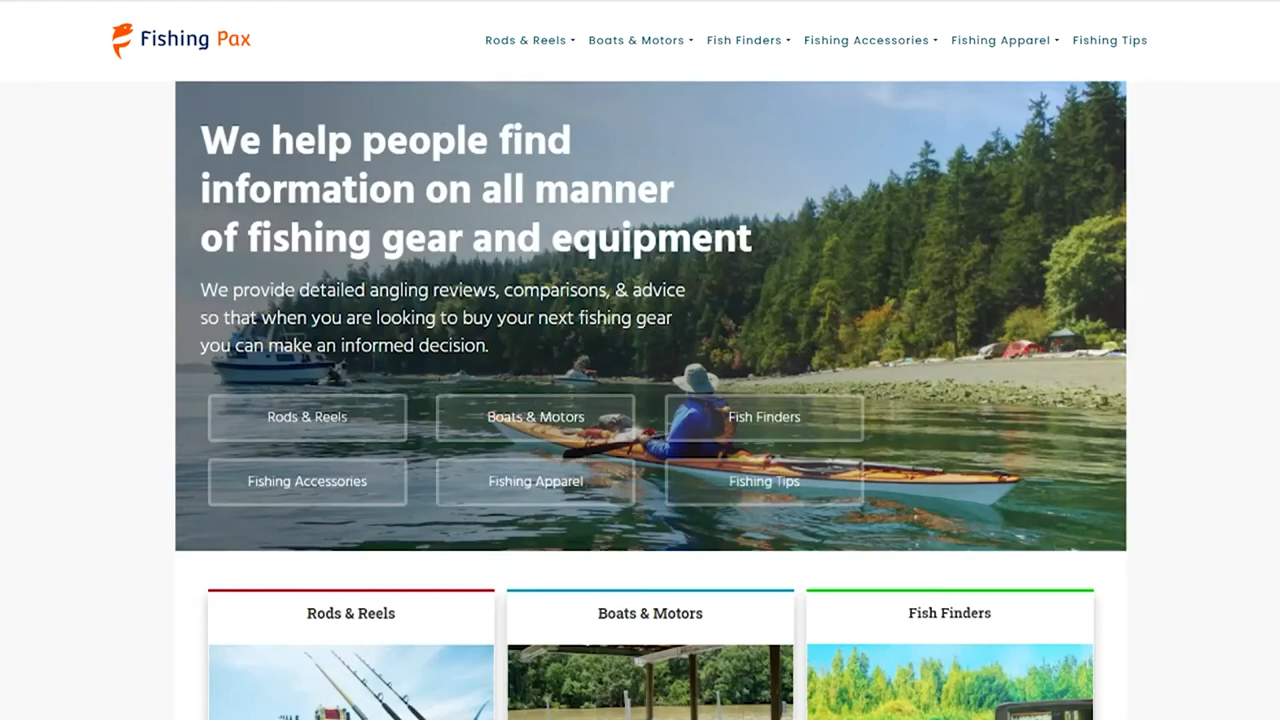 Fishing Pax
Rods & Reels
Boats & Motors
Fish Finders
Fishing Accessories
Fishing Apparel
Fishing Tips
We help people find
information on all manner
of fishing gear and equipment
We provide detailed angling reviews, comparisons, & advice
so that when you are looking to buy your next fishing gear
you can make an informed decision.
Rods & Reels
Boats & Motors
Fish Finders
Fishing Accessories
Fishing Apparel
Fishing Tips
Rods & Reels
Boats & Motors
Fish Finders